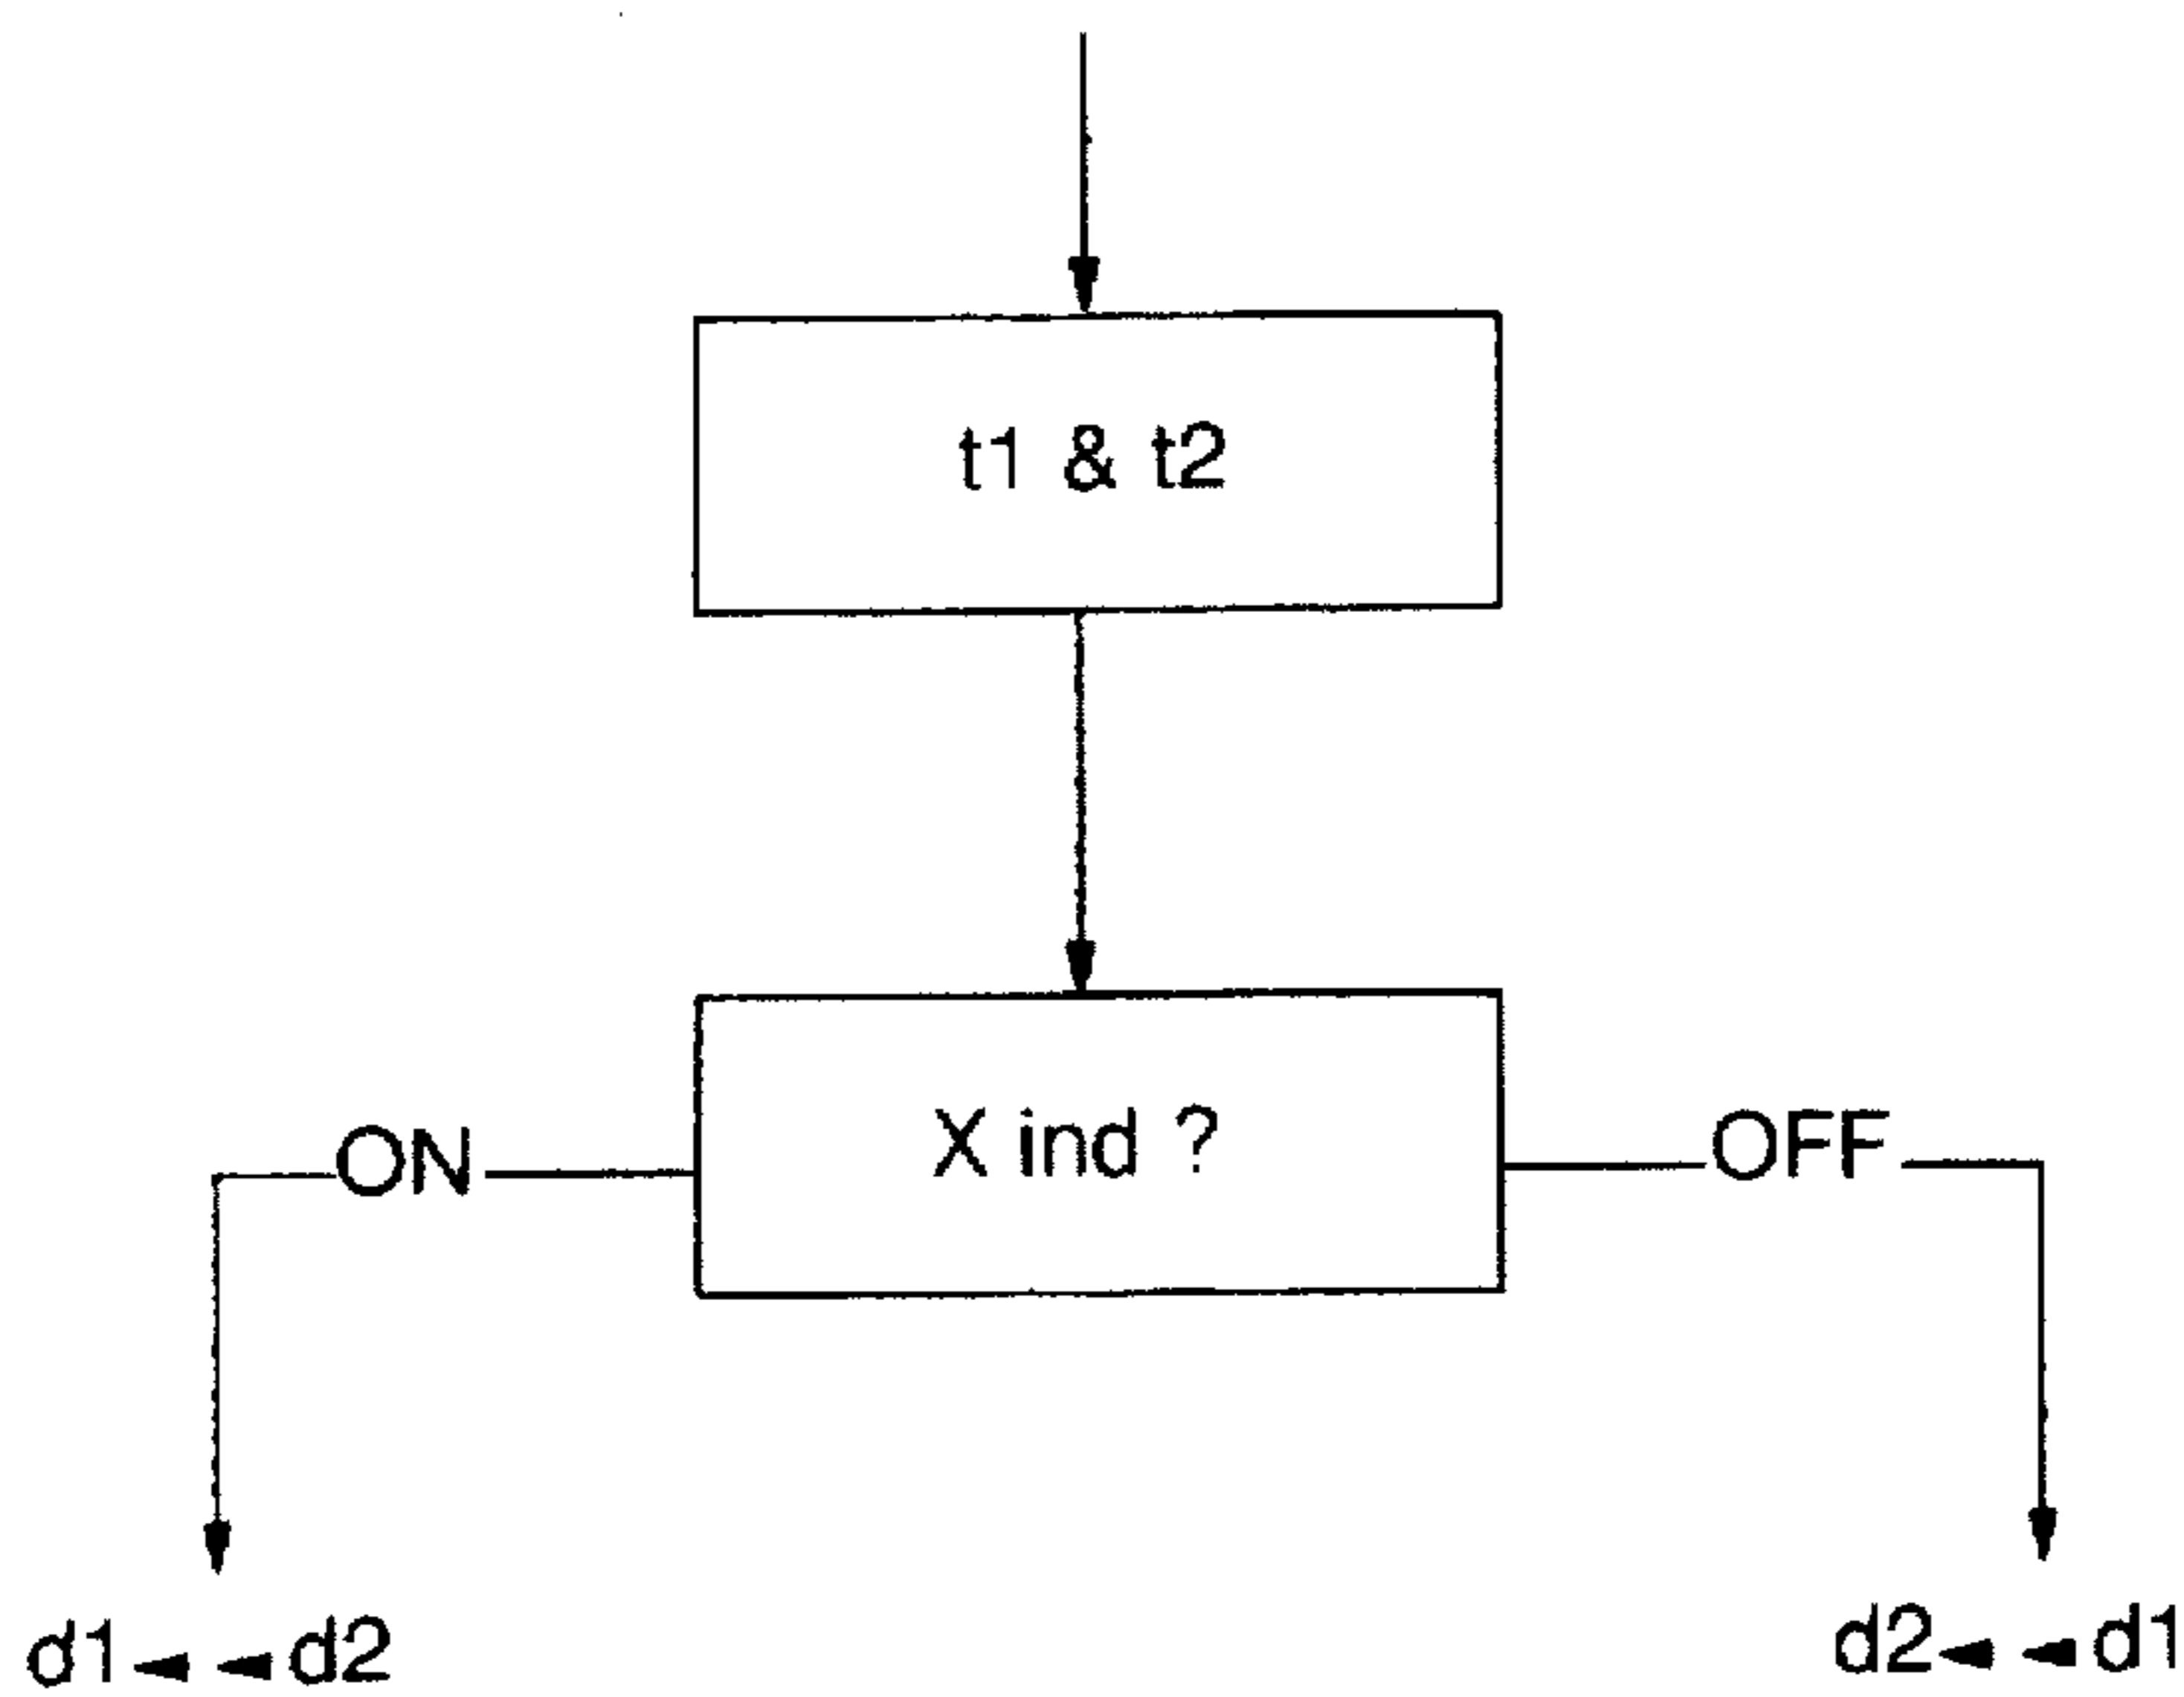 t1 & t2
X ind ?
ON
OFF
d1 ◄ ◄ d2
d2 ◄ ◄ d1